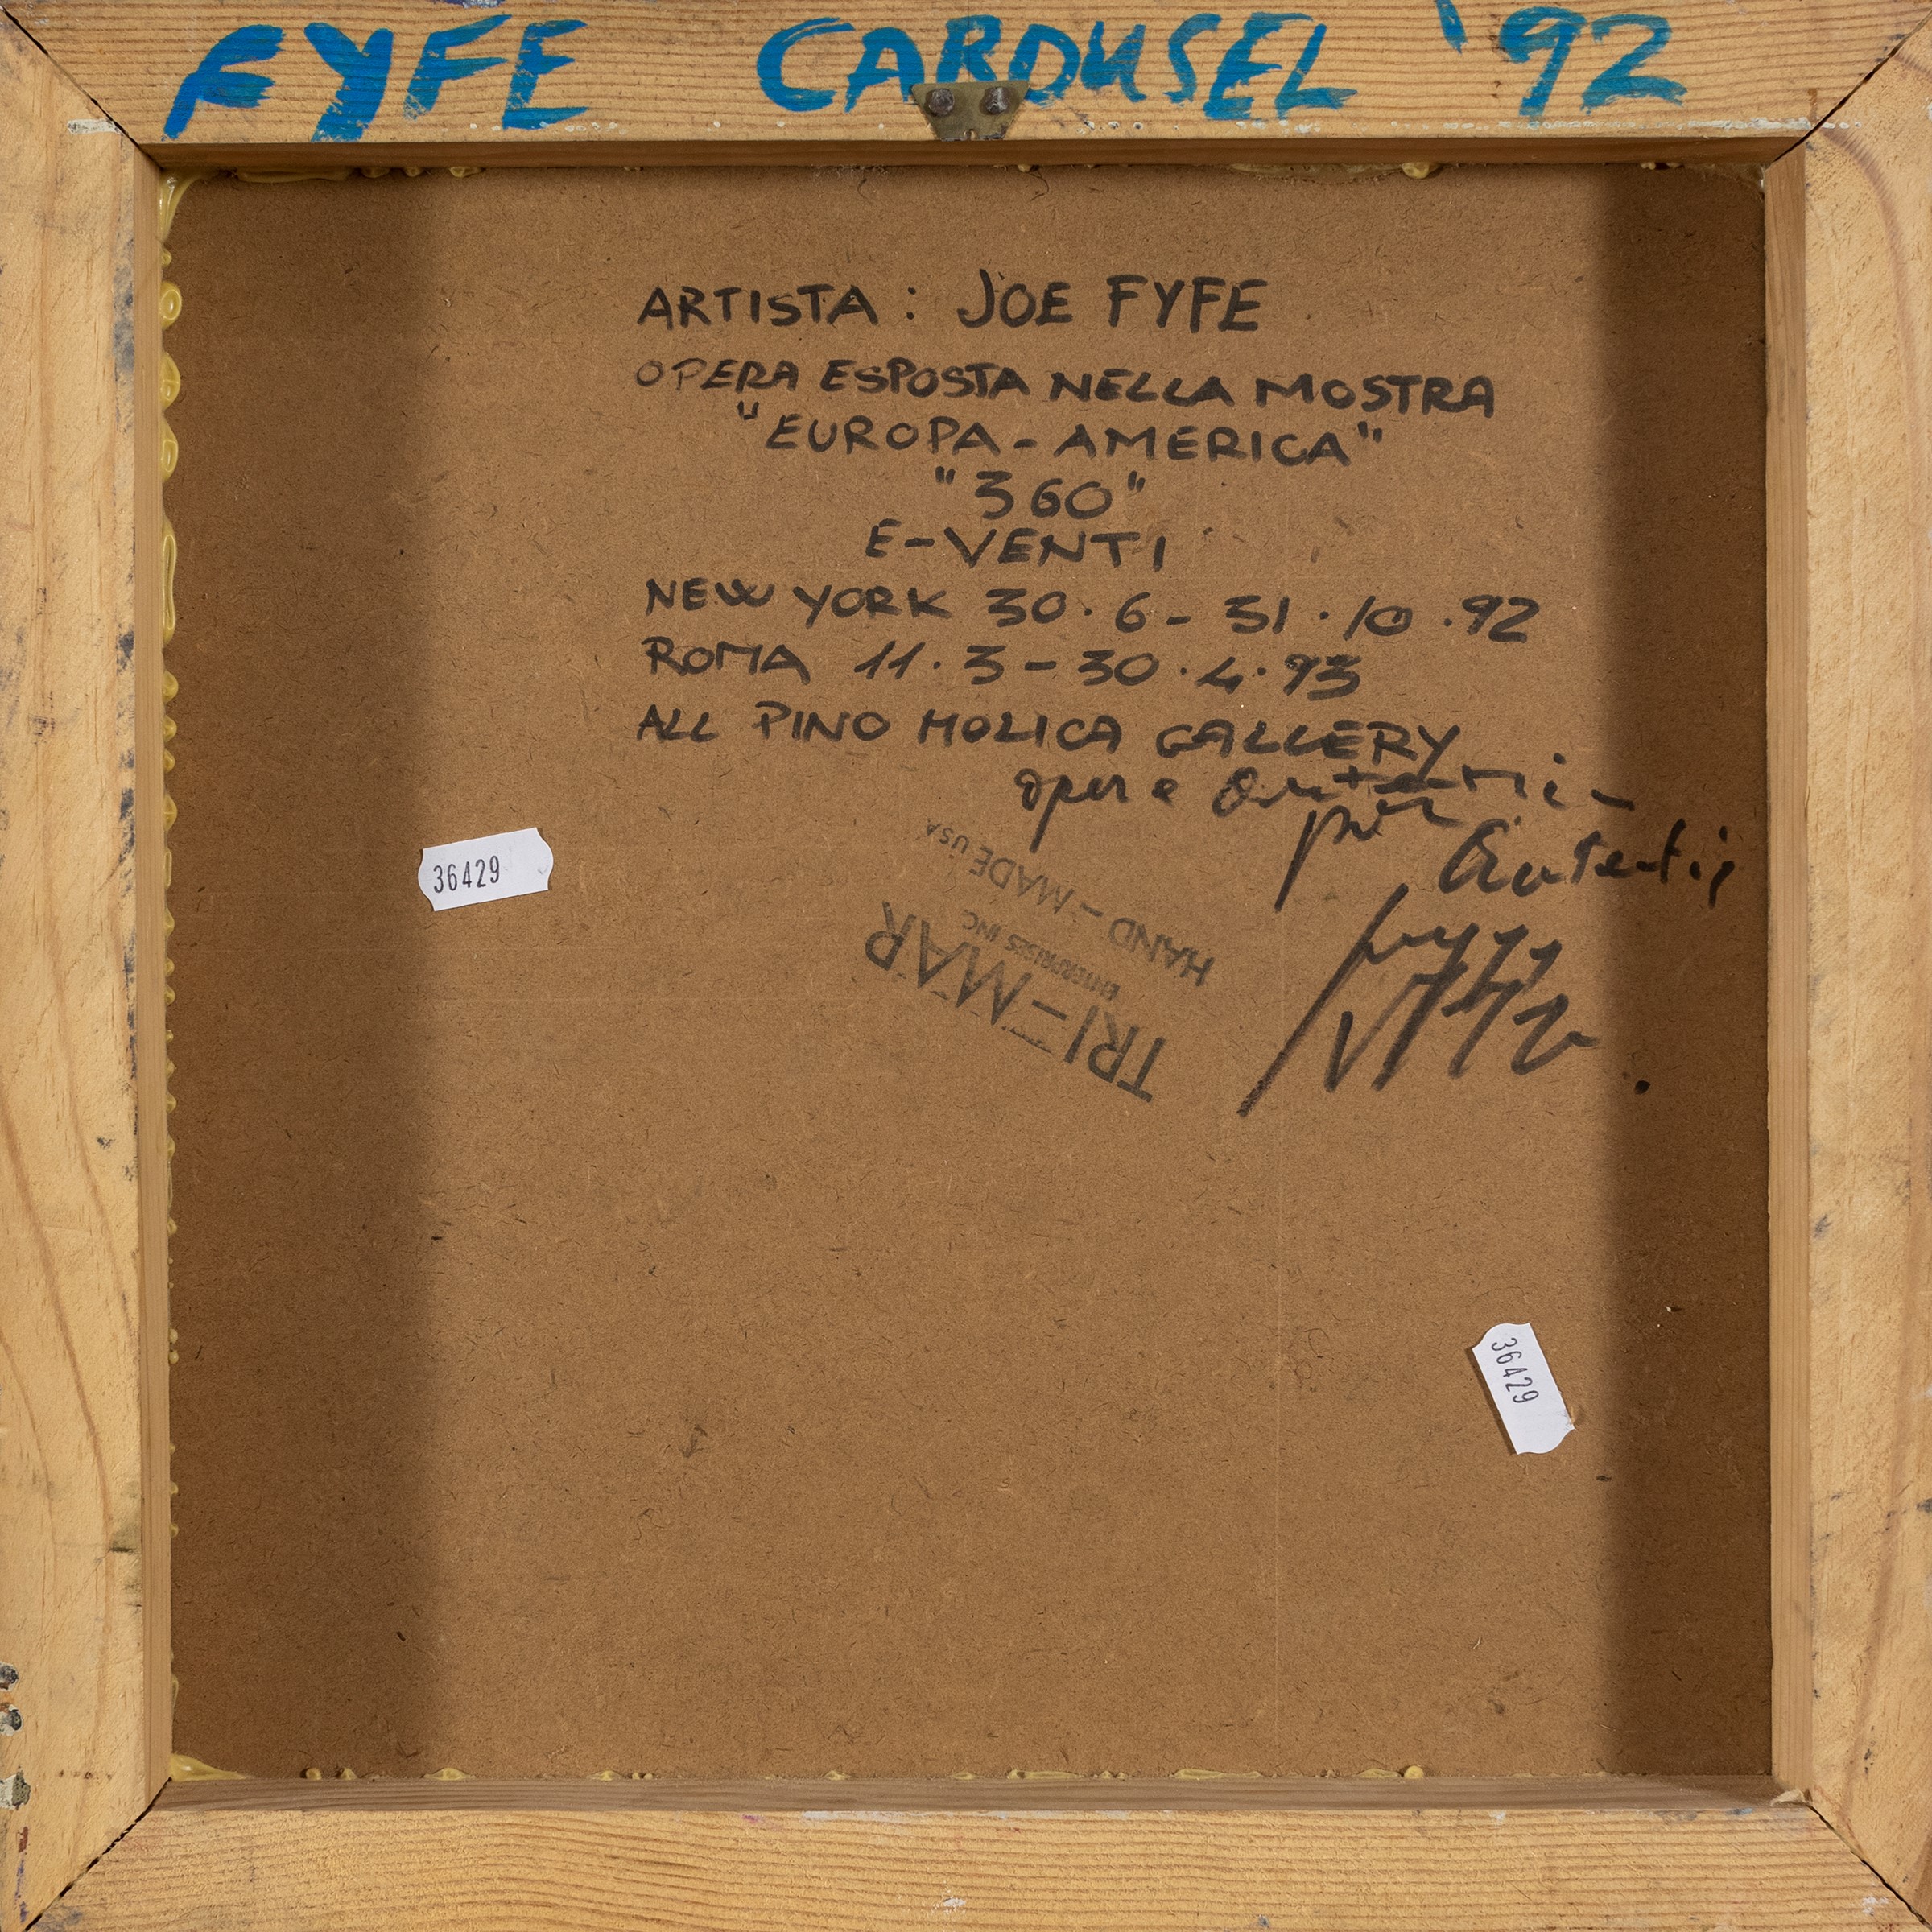 FYFE CAROUSEL '92
ARTISTA : JOE FYFE
OPERA ESPOSTA NELLA MOSTRA
"EUROPA - AMERICA"
"360"
E-VENTI
NEW YORK 30.6 - 31.10.92
ROMA 11.3 - 30.4.93
ALL PINO MOLICA GALLERY
opera
per
HAND - MADE USA
ENTERPRISES INC
TRI-MAR
36429
36429